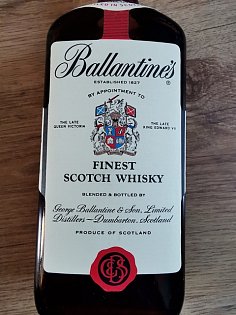 Ballantine's
ESTABLISHED 1827
BY APPOINTMENT TO
THE LATE QUEEN VICTORIA
THE LATE KING EDWARD VII
FINEST
SCOTCH WHISKY
BLENDED & BOTTLED BY
George Ballantine & Son, Limited
Distillers — Dumbarton, Scotland
PRODUCE OF SCOTLAND